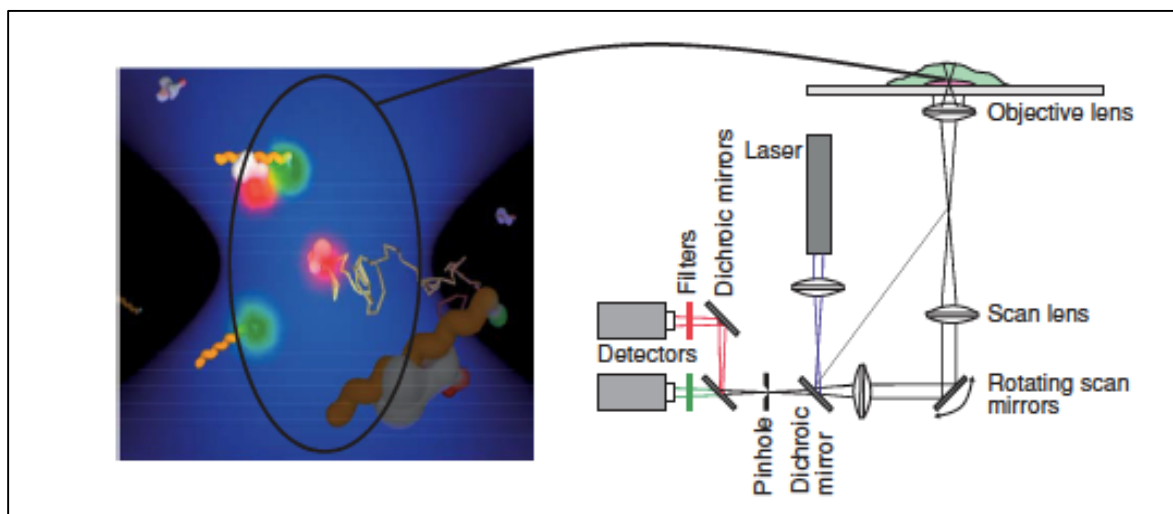 Objective lens
Laser
Dichroic mirrors
Filters
Detectors
Scan lens
Rotating scan
mirrors
Pinhole
Dichroic
mirror